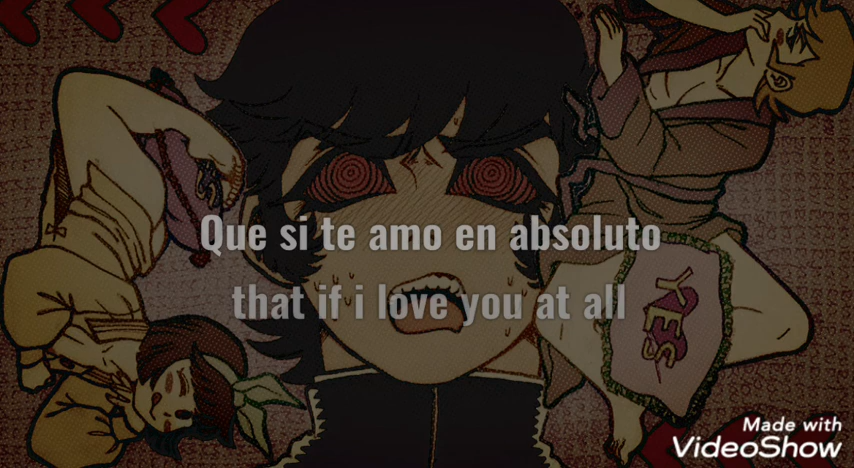 Que si te amo en absoluto
that if i love you at all
YES
Made with
VideoShow